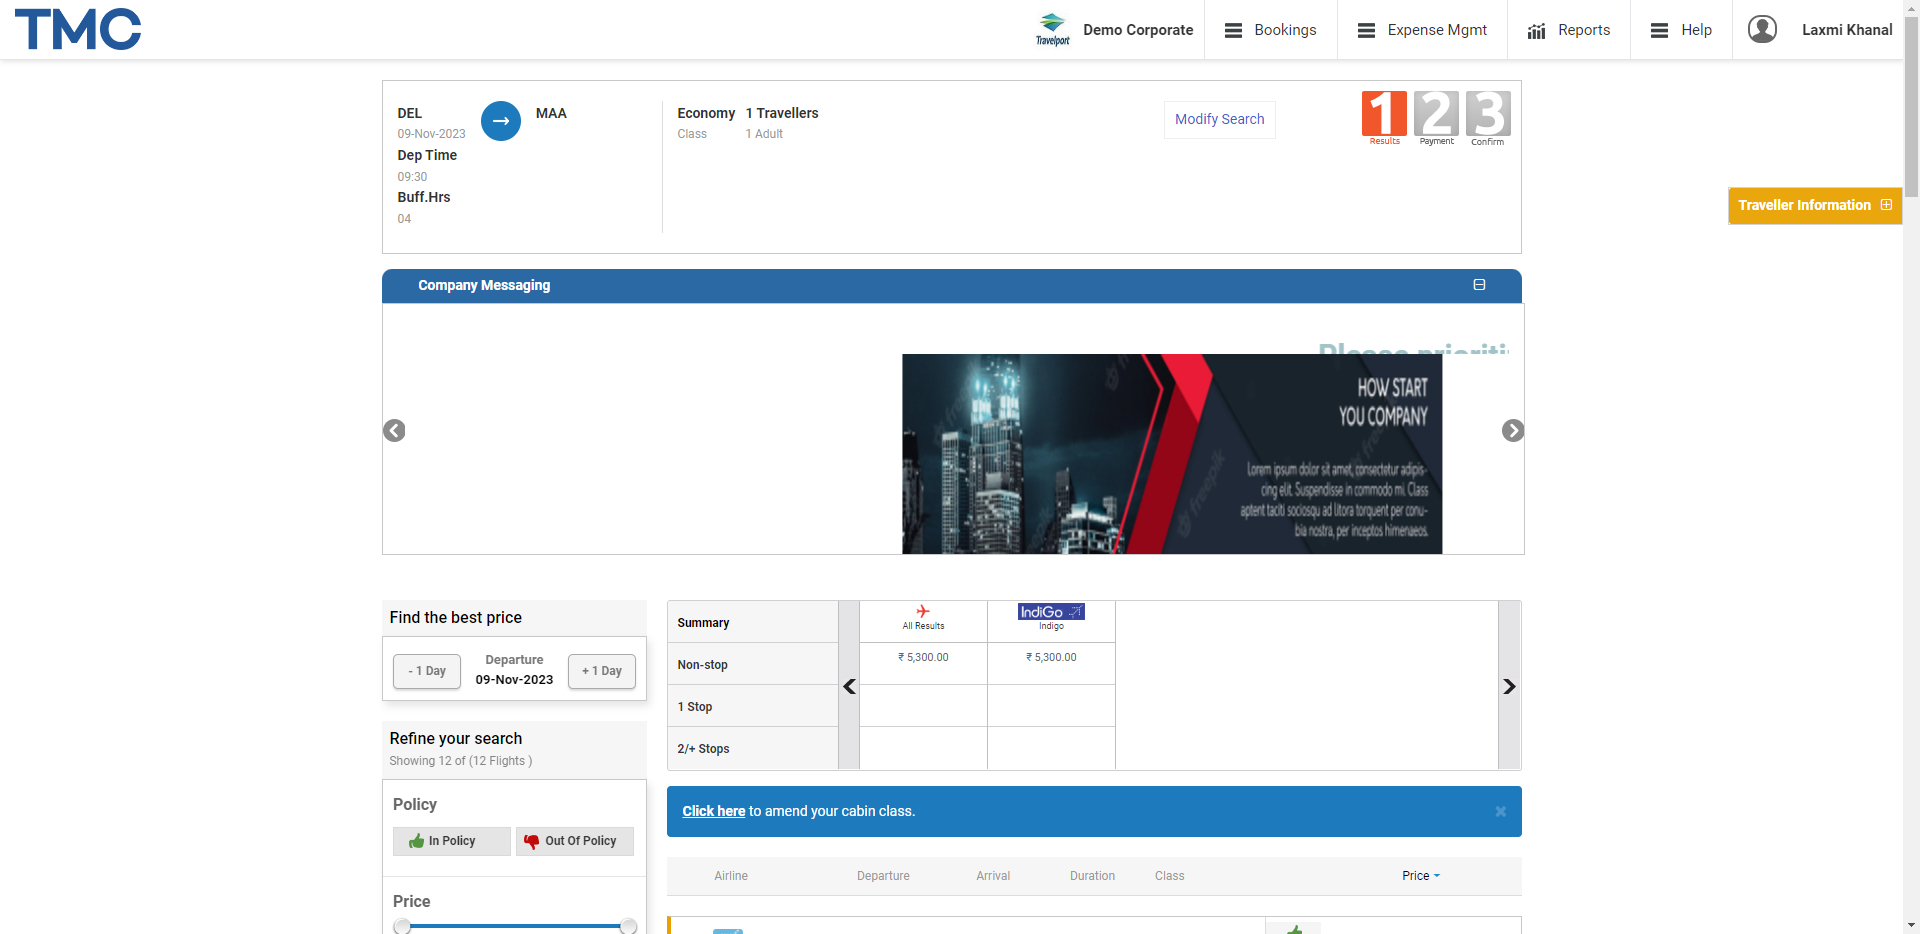 TMC
Travelport
Demo Corporate
Bookings
Expense Mgmt
Reports
Help
Laxmi Khanal
DEL
09-Nov-2023
Dep Time
09:30
Buff.Hrs
04
MAA
Economy
Class
1 Travellers
1 Adult
Modify Search
1 2 3
Results Payment Confirm
Traveller Information
Company Messaging
HOW START
YOU COMPANY
Lorem ipsum dolor sit amet, consectetur adipis-
cing elit. Suspendisse in commodo mi. Class
aptent taciti sociosqu ad litora torquent per conu-
bia nostra, per inceptos himenaeos.
Find the best price
- 1 Day
Departure
09-Nov-2023
+ 1 Day
Refine your search
Showing 12 of (12 Flights )
Policy
In Policy
Out Of Policy
Price
Summary
All Results
IndiGo
Indigo
Non-stop
₹ 5,300.00
₹ 5,300.00
1 Stop
2/+ Stops
Click here to amend your cabin class.
Airline Departure Arrival Duration Class Price